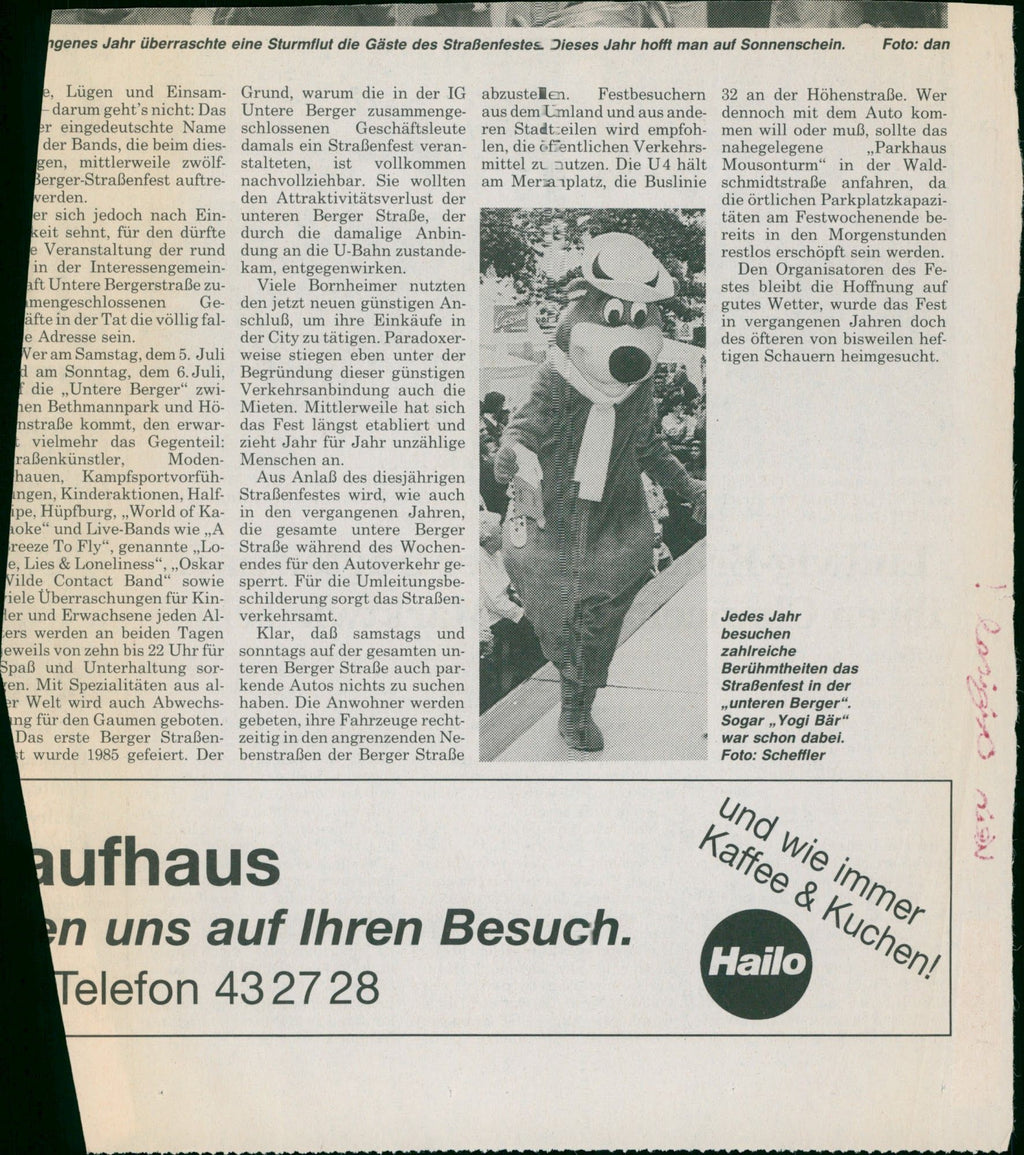 Jahr überraschte eine Sturmflut die Gäste des Straßenfestes. Dieses Jahr hofft man auf Sonnenschein. Foto: dan
Lügen und Einsam-
– darum geht's nicht: Das
eingedeutschte Name
der Bands, die beim dies-
mittlerweile zwölf-
Berger-Straßenfest auftre-
werden.
sich jedoch nach Ein-
sehnt, für den dürfte
Veranstaltung der rund
in der Interessengemein-
Untere Bergerstraße zu-
mengeschlossenen Ge-
äfte in der Tat die völlig fal-
e Adresse sein.
Wer am Samstag, dem 5. Juli
am Sonntag, dem 6. Juli,
die „Untere Berger“ zwi-
en Bethmannpark und Hö-
nstraße kommt, den erwar-
vielmehr das Gegenteil:
raßenkünstler, Moden-
hauen, Kampfsportvorfüh-
ngen, Kinderaktionen, Half-
ipe, Hüpfburg, „World of Ka-
aoke“ und Live-Bands wie „A
reeze To Fly“, genannte „Lo-
e, Lies & Loneliness“, „Oskar
Wilde Contact Band“ sowie
viele Überraschungen für Kin-
der und Erwachsene jeden Al-
ters werden an beiden Tagen
jeweils von zehn bis 22 Uhr für
Spaß und Unterhaltung sor-
gen. Mit Spezialitäten aus al-
er Welt wird auch Abwechs-
ng für den Gaumen geboten.
Das erste Berger Straßen-
st wurde 1985 gefeiert. Der
Grund, warum die in der IG
Untere Berger zusammenge-
schlossenen Geschäftsleute
damals ein Straßenfest veran-
stalteten, ist vollkommen
nachvollziehbar. Sie wollten
den Attraktivitätsverlust der
unteren Berger Straße, der
durch die damalige Anbin-
dung an die U-Bahn zustande-
kam, entgegenwirken.
Viele Bornheimer nutzten
den jetzt neuen günstigen An-
schluß, um ihre Einkäufe in
der City zu tätigen. Paradoxer-
weise stiegen eben unter der
Begründung dieser günstigen
Verkehrsanbindung auch die
Mieten. Mittlerweile hat sich
das Fest längst etabliert und
zieht Jahr für Jahr unzählige
Menschen an.
Aus Anlaß des diesjährigen
Straßenfestes wird, wie auch
in den vergangenen Jahren,
die gesamte untere Berger
Straße während des Wochen-
endes für den Autoverkehr ge-
sperrt. Für die Umleitungsbe-
schilderung sorgt das Straßen-
verkehrsamt.
Klar, daß samstags und
sonntags auf der gesamten un-
teren Berger Straße auch par-
kende Autos nichts zu suchen
haben. Die Anwohner werden
gebeten, ihre Fahrzeuge recht-
zeitig in den angrenzenden Ne-
benstraßen der Berger Straße
abzustellen. Festbesuchern
aus dem Umland und aus ande-
ren Stadtteilen wird empfoh-
len, die öffentlichen Verkehrs-
mittel zu nutzen. Die U 4 hält
am Merianplatz, die Buslinie
32 an der Höhenstraße. Wer
dennoch mit dem Auto kom-
men will oder muß, sollte das
nahegelegene „Parkhaus
Mousonturm“ in der Wald-
schmidtstraße anfahren, da
die örtlichen Parkplatzkapazi-
täten am Festwochenende be-
reits in den Morgenstunden
restlos erschöpft sein werden.
Den Organisatoren des Fe-
stes bleibt die Hoffnung auf
gutes Wetter, wurde das Fest
in vergangenen Jahren doch
des öfteren von bisweilen hef-
tigen Schauern heimgesucht.
Jedes Jahr
besuchen
zahlreiche
Berühmtheiten das
Straßenfest in der
„unteren Berger“.
Sogar „Yogi Bär“
war schon dabei.
Foto: Scheffler
aufhaus
en uns auf Ihren Besuch.
Telefon 43 27 28
und wie immer
Kaffee & Kuchen!
Hailo